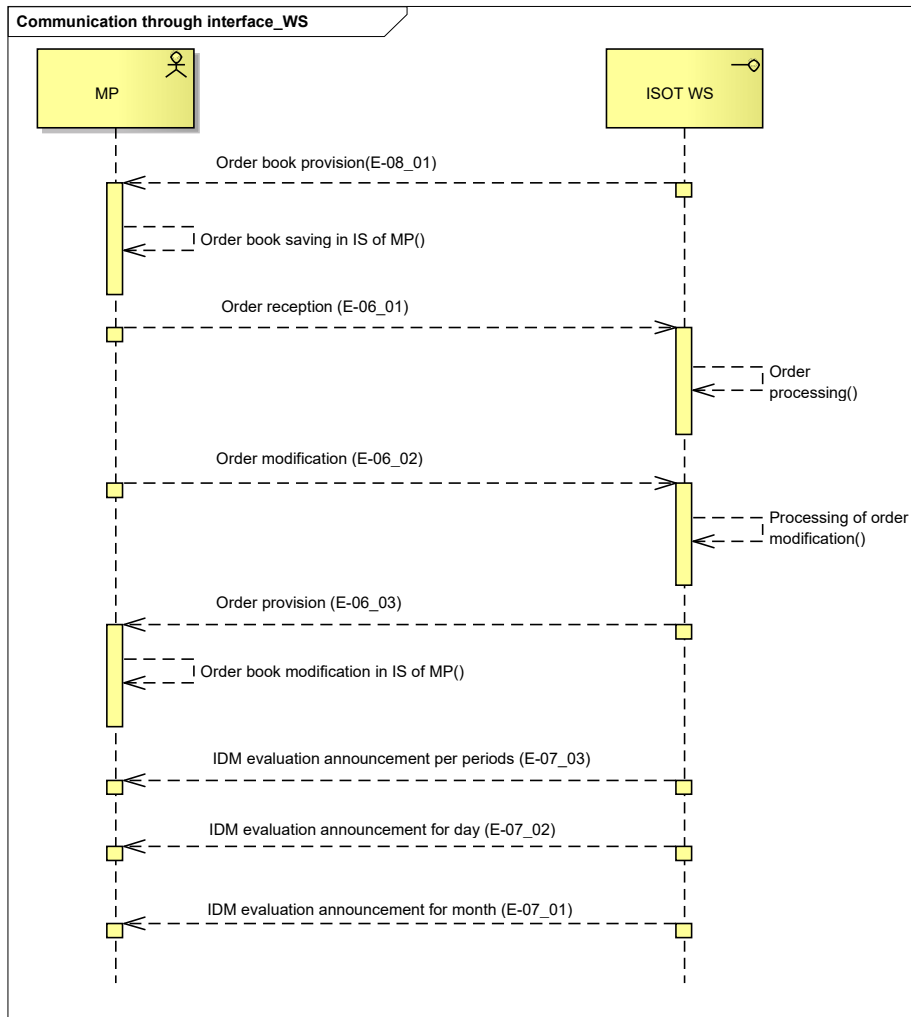 Communication through interface_WS
MP
ISOT WS
Order book provision(E-08_01)
Order book saving in IS of MP()
Order reception (E-06_01)
Order
processing()
Order modification (E-06_02)
Processing of order
modification()
Order provision (E-06_03)
Order book modification in IS of MP()
IDM evaluation announcement per periods (E-07_03)
IDM evaluation announcement for day (E-07_02)
IDM evaluation announcement for month (E-07_01)